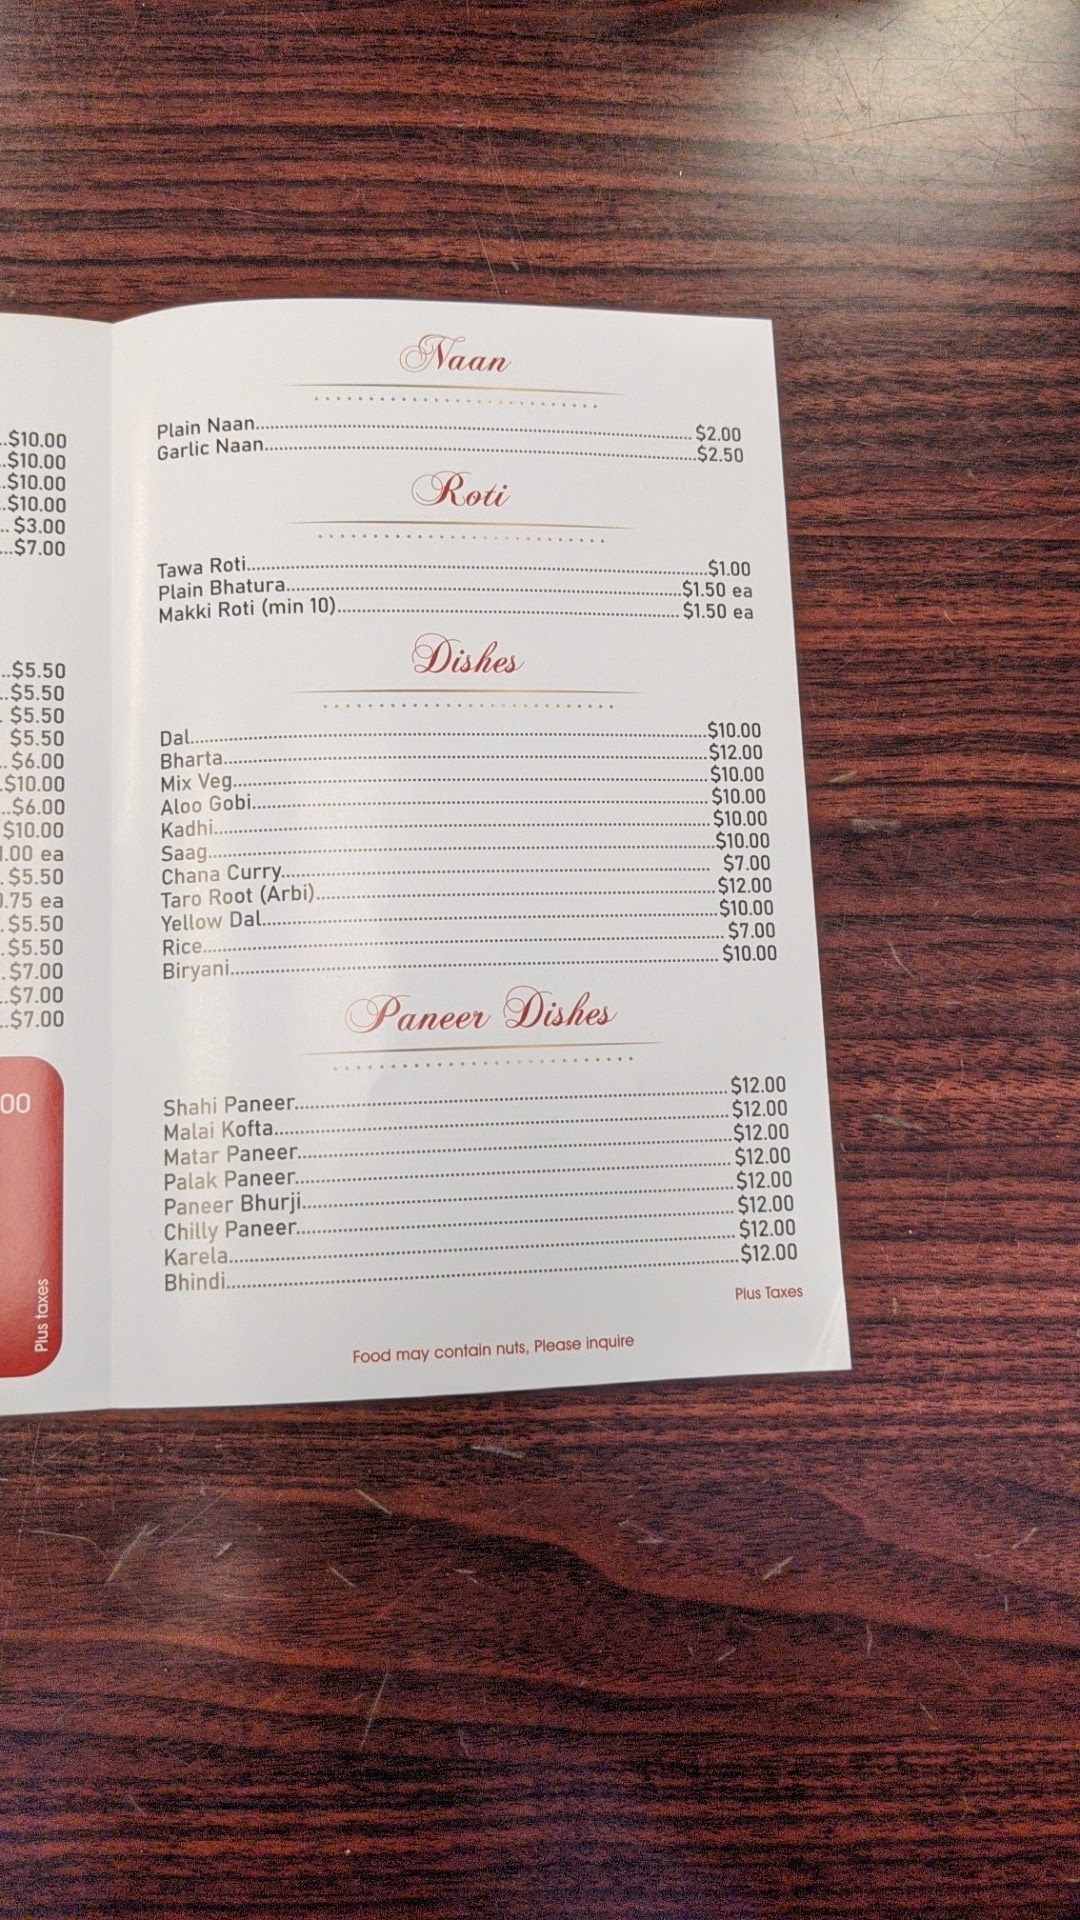 ..$10.00
..$10.00
..$10.00
..$10.00
.. $3.00
...$7.00
..$5.50
..$5.50
. $5.50
$5.50
.. $6.00
.$10.00
..$6.00
$10.00
.00 ea
. $5.50
.75 ea
. $5.50
. $5.50
. $7.00
..$7.00
..$7.00
00
Plus taxes
Naan
Plain Naan.....$2.00
Garlic Naan.....$2.50
Roti
Tawa Roti.....$1.00
Plain Bhatura.....$1.50 ea
Makki Roti (min 10).....$1.50 ea
Dishes
Dal.....$10.00
Bharta.....$12.00
Mix Veg.....$10.00
Aloo Gobi.....$10.00
Kadhi.....$10.00
Saag.....$10.00
Chana Curry.....$7.00
Taro Root (Arbi).....$12.00
Yellow Dal.....$10.00
Rice.....$7.00
Biryani.....$10.00
Paneer Dishes
Shahi Paneer.....$12.00
Malai Kofta.....$12.00
Matar Paneer.....$12.00
Palak Paneer.....$12.00
Paneer Bhurji.....$12.00
Chilly Paneer.....$12.00
Karela.....$12.00
Bhindi.....$12.00
Plus Taxes
Food may contain nuts, Please inquire